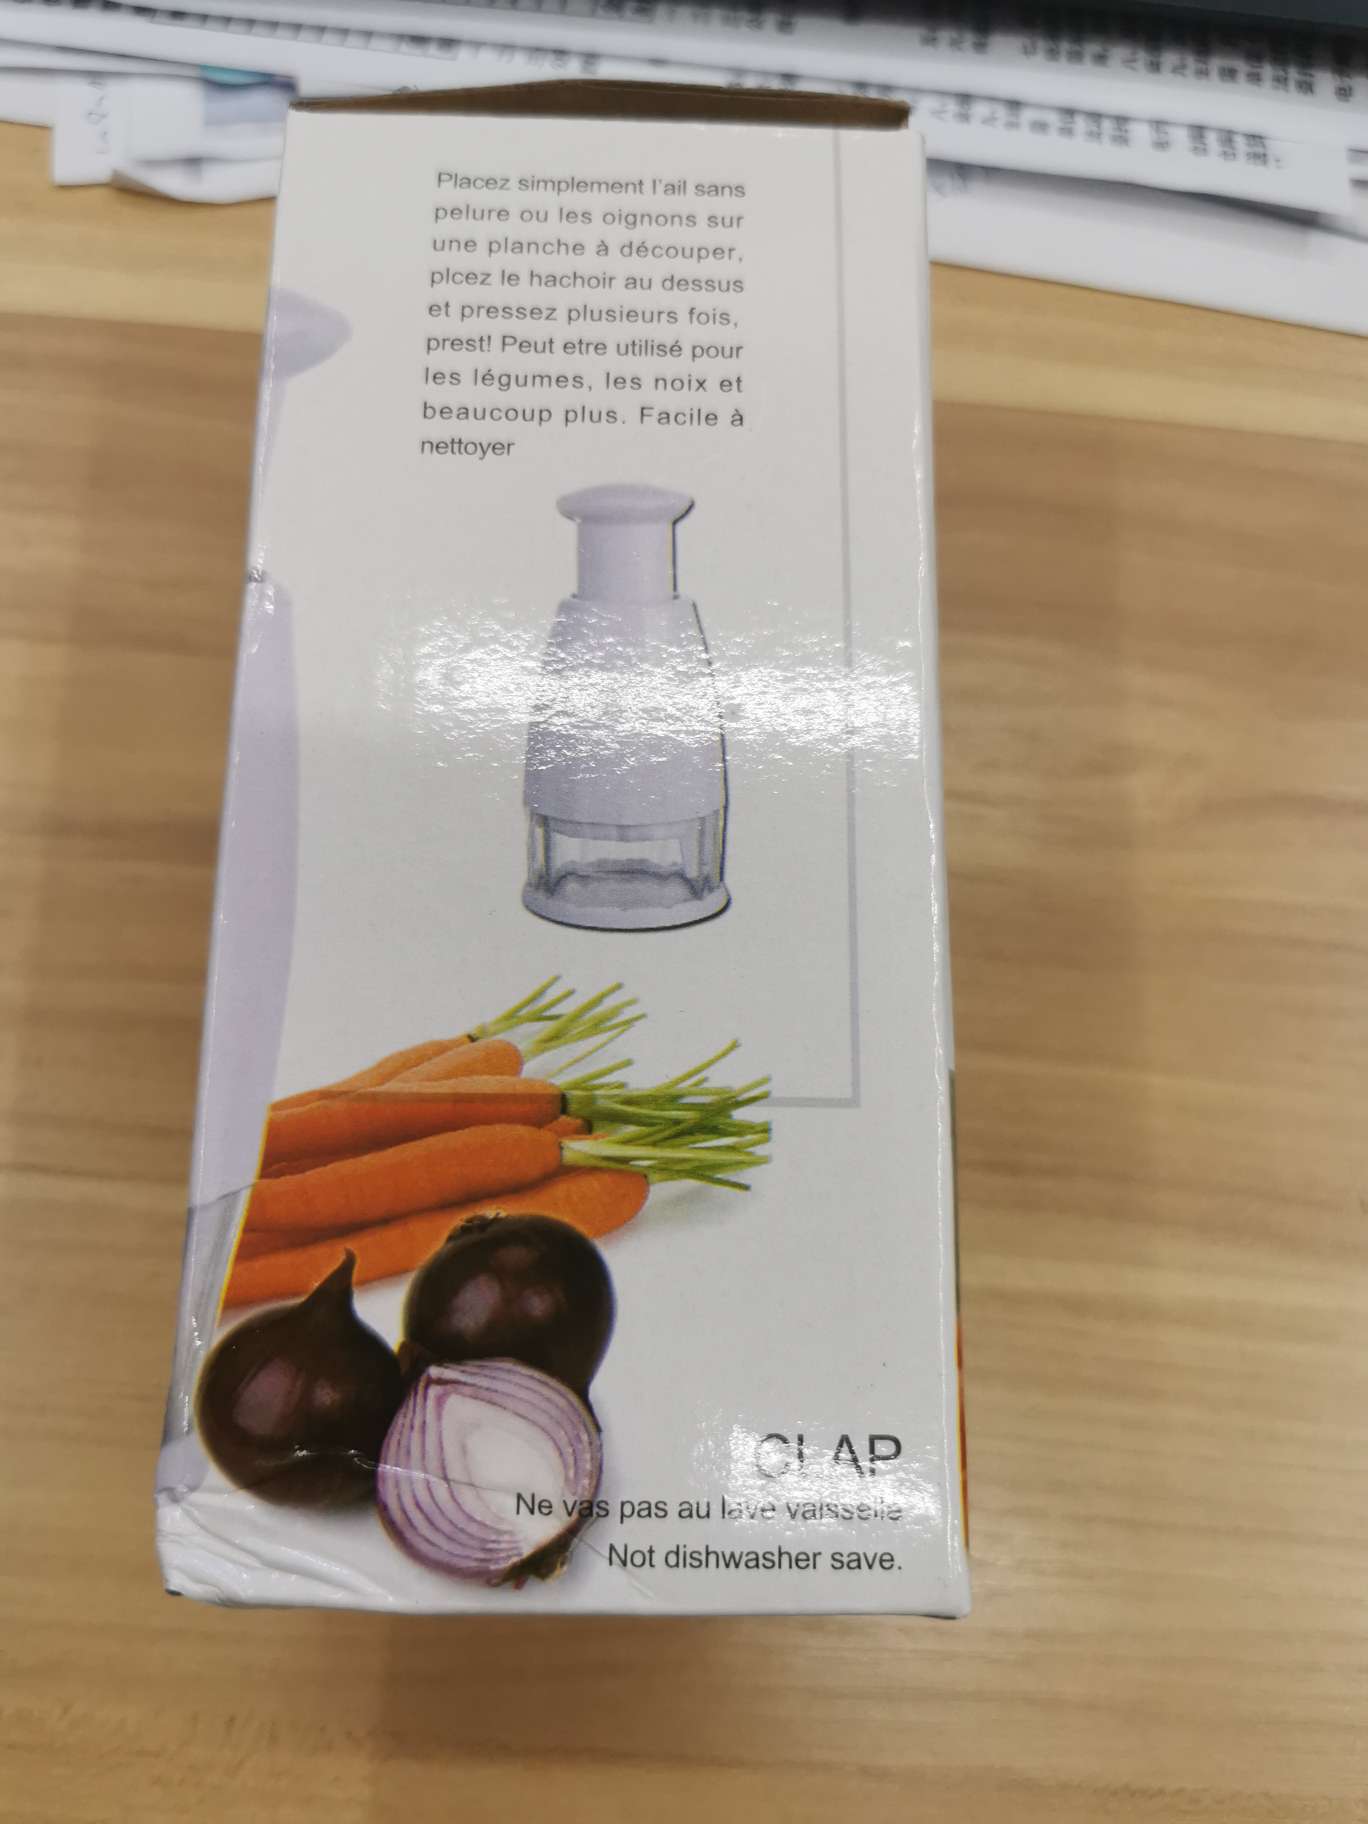 Placez simplement l'ail sans
pelure ou les oignons sur
une planche à découper,
plcez le hachoir au dessus
et pressez plusieurs fois,
prest! Peut etre utilisé pour
les légumes, les noix et
beaucoup plus. Facile à
nettoyer
CLAP
Ne vas pas au lave vaisselle
Not dishwasher save.